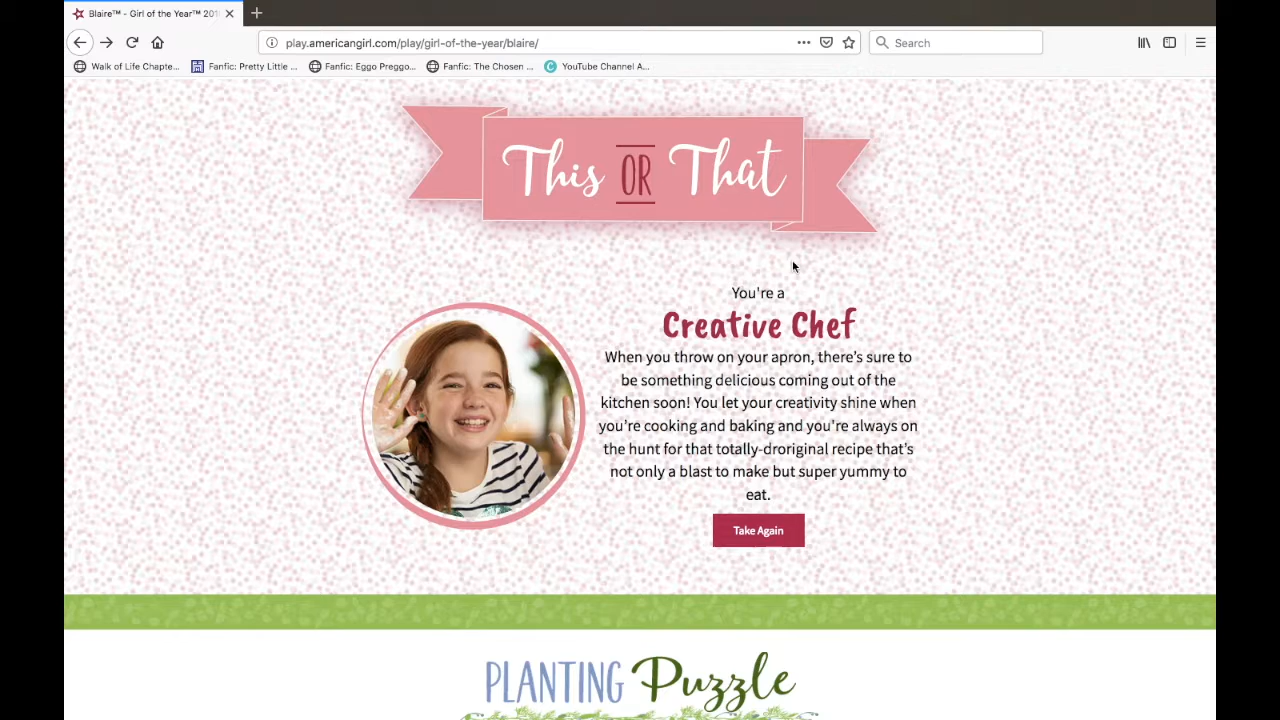 Blaire™ - Girl of the Year™ 201
play.americangirl.com/play/girl-of-the-year/blaire/
Search
Walk of Life Chapte...
Fanfic: Pretty Little ...
Fanfic: Eggo Preggo...
Fanfic: The Chosen ...
YouTube Channel A...
This OR That
You're a
Creative Chef
When you throw on your apron, there's sure to
be something delicious coming out of the
kitchen soon! You let your creativity shine when
you're cooking and baking and you're always on
the hunt for that totally-droriginal recipe that's
not only a blast to make but super yummy to
eat.
Take Again
PLANTING Puzzle